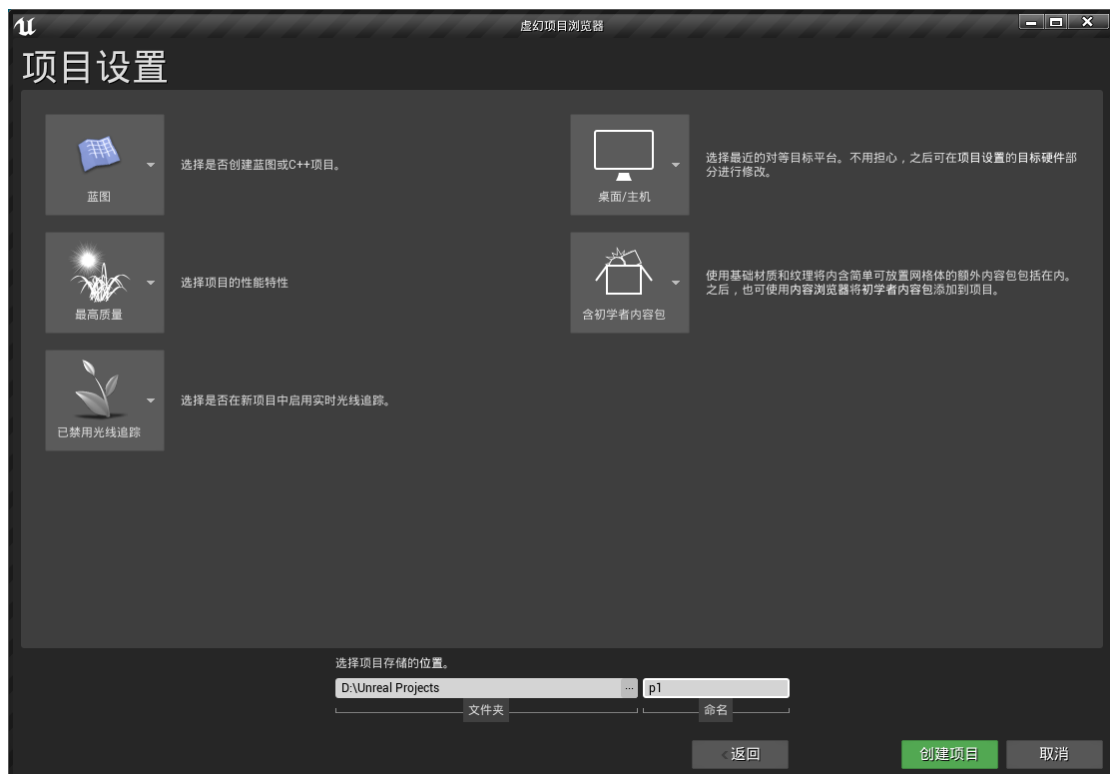 虚幻项目浏览器
项目设置
蓝图
选择是否创建蓝图或C++项目。
桌面/主机
选择最近的对等目标平台。不用担心，之后可在项目设置的目标硬件部
分进行修改。
最高质量
选择项目的性能特性
含初学者内容包
使用基础材质和纹理将内含简单可放置网格体的额外内容包包括在内。
之后，也可使用内容浏览器将初学者内容包添加到项目。
已禁用光线追踪
选择是否在新项目中启用实时光线追踪。
选择项目存储的位置。
D:\Unreal Projects ... p1
文件夹 命名
返回 创建项目 取消